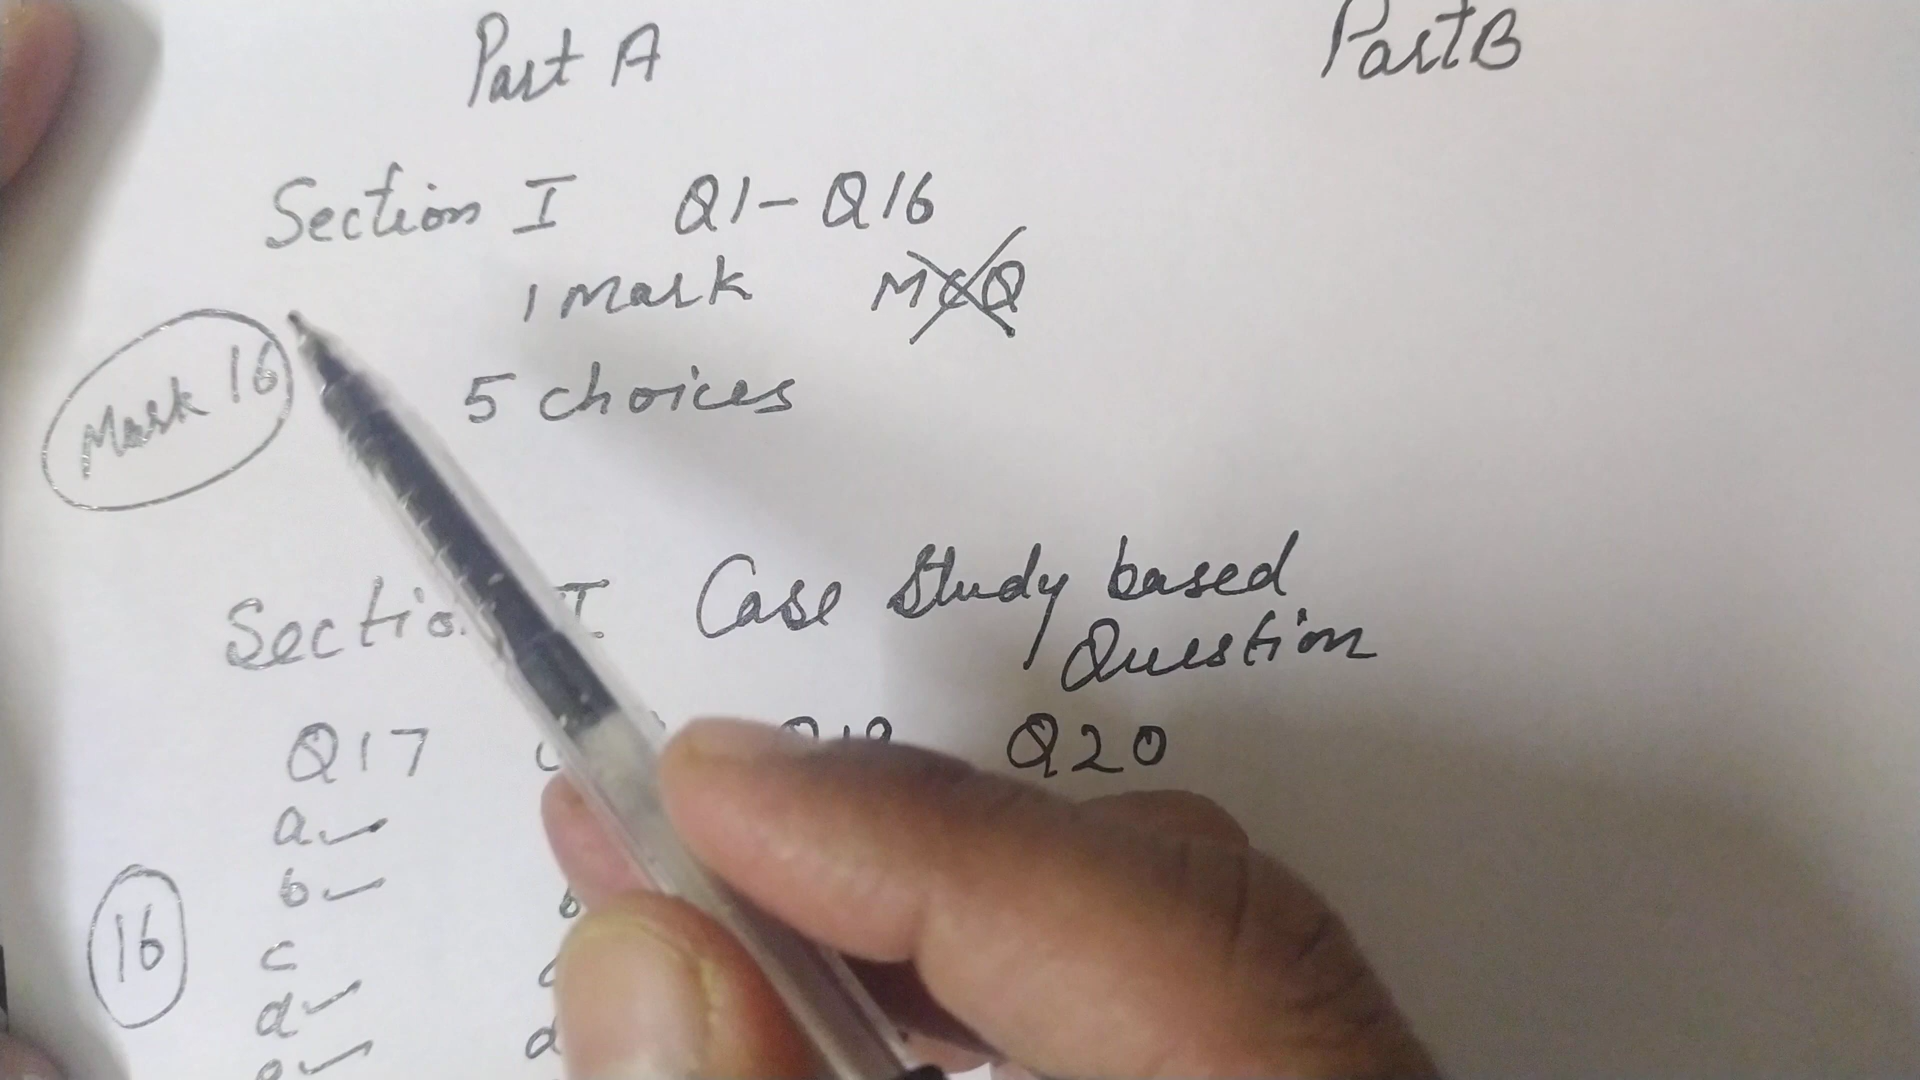 Part A
Part B
Section I Q1-Q16
1 Mark MCQ
Mark 16
5 choices
Case Study based
Question
Q17 Q20
a
b
16
c
d
d